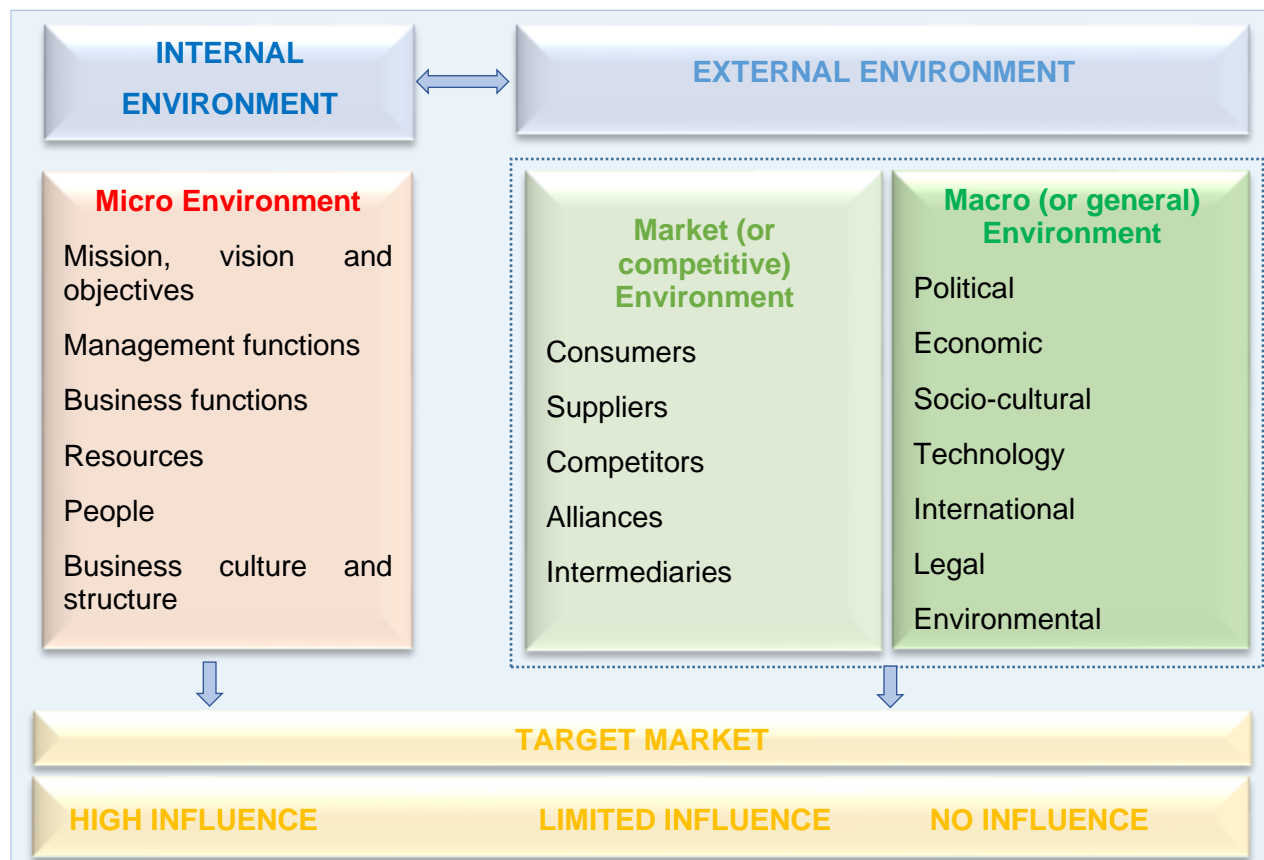 INTERNAL
ENVIRONMENT
EXTERNAL ENVIRONMENT
Micro Environment
Mission, vision and
objectives
Management functions
Business functions
Resources
People
Business culture and
structure
Market (or
competitive)
Environment
Consumers
Suppliers
Competitors
Alliances
Intermediaries
Macro (or general)
Environment
Political
Economic
Socio-cultural
Technology
International
Legal
Environmental
TARGET MARKET
HIGH INFLUENCE
LIMITED INFLUENCE
NO INFLUENCE